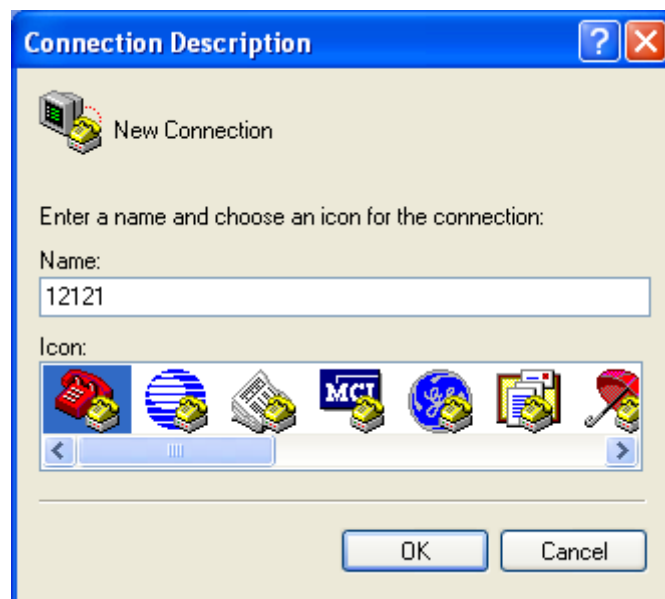 Connection Description
New Connection
Enter a name and choose an icon for the connection:
Name:
12121
Icon:
MCI
OK Cancel